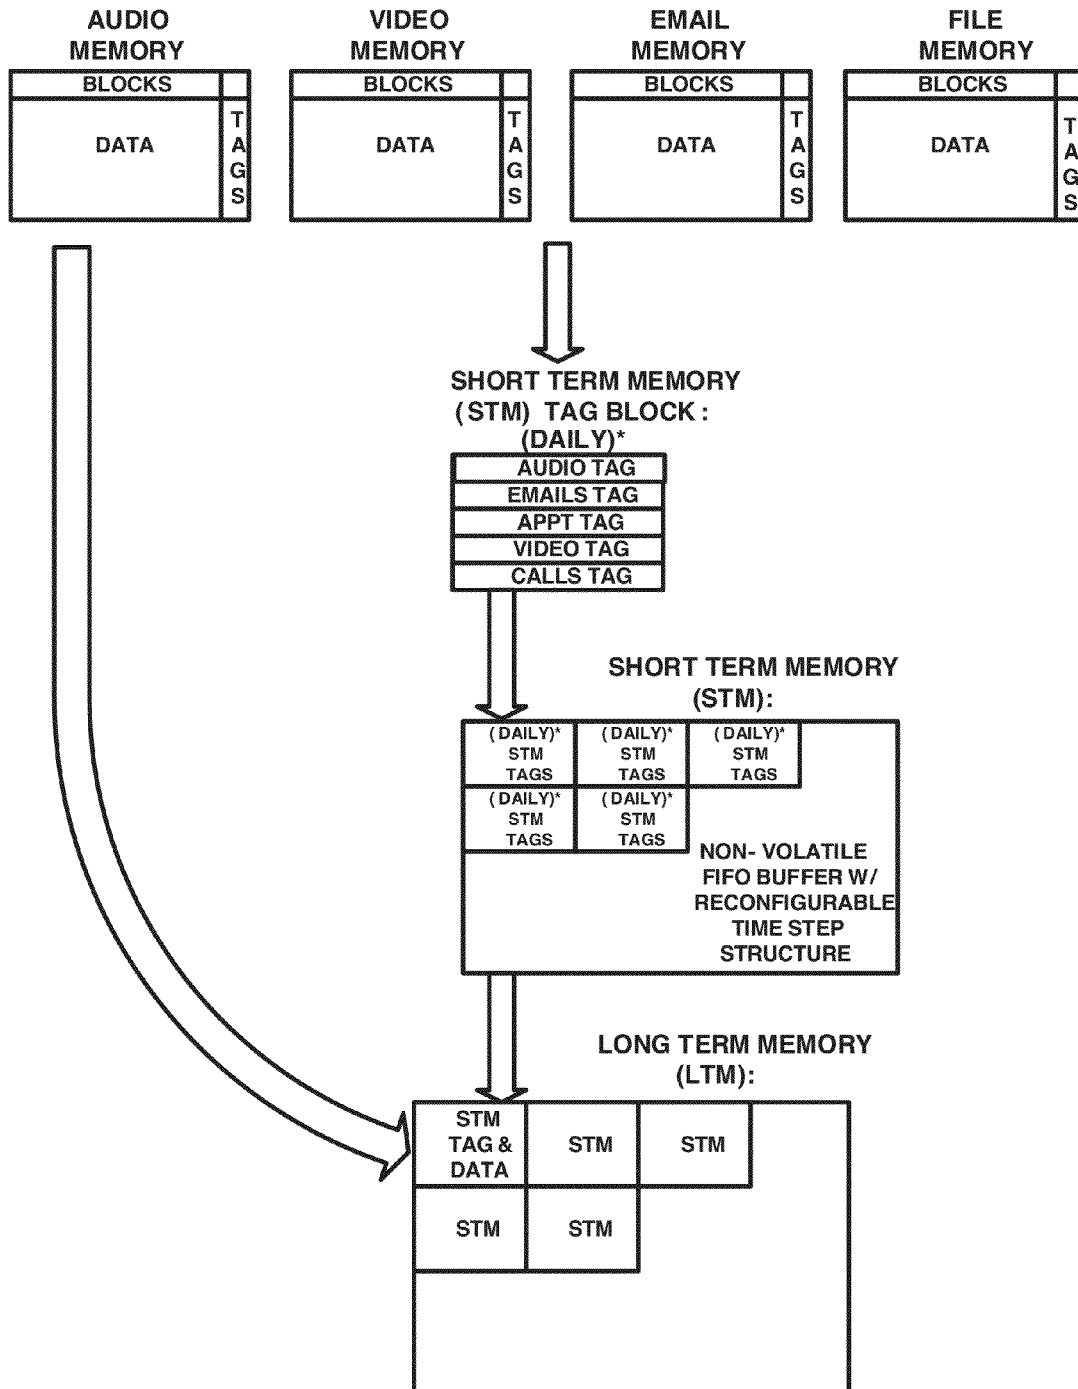 AUDIO MEMORY
BLOCKS
DATA
TAGS
VIDEO MEMORY
BLOCKS
DATA
TAGS
EMAIL MEMORY
BLOCKS
DATA
TAGS
FILE MEMORY
BLOCKS
DATA
TAGS
SHORT TERM MEMORY
(STM) TAG BLOCK :
(DAILY)*
AUDIO TAG
EMAILS TAG
APPT TAG
VIDEO TAG
CALLS TAG
SHORT TERM MEMORY
(STM):
(DAILY)*
STM
TAGS
(DAILY)*
STM
TAGS
(DAILY)*
STM
TAGS
(DAILY)*
STM
TAGS
(DAILY)*
STM
TAGS
NON- VOLATILE
FIFO BUFFER W/
RECONFIGURABLE
TIME STEP
STRUCTURE
LONG TERM MEMORY
(LTM):
STM
TAG &
DATA
STM
STM
STM
STM